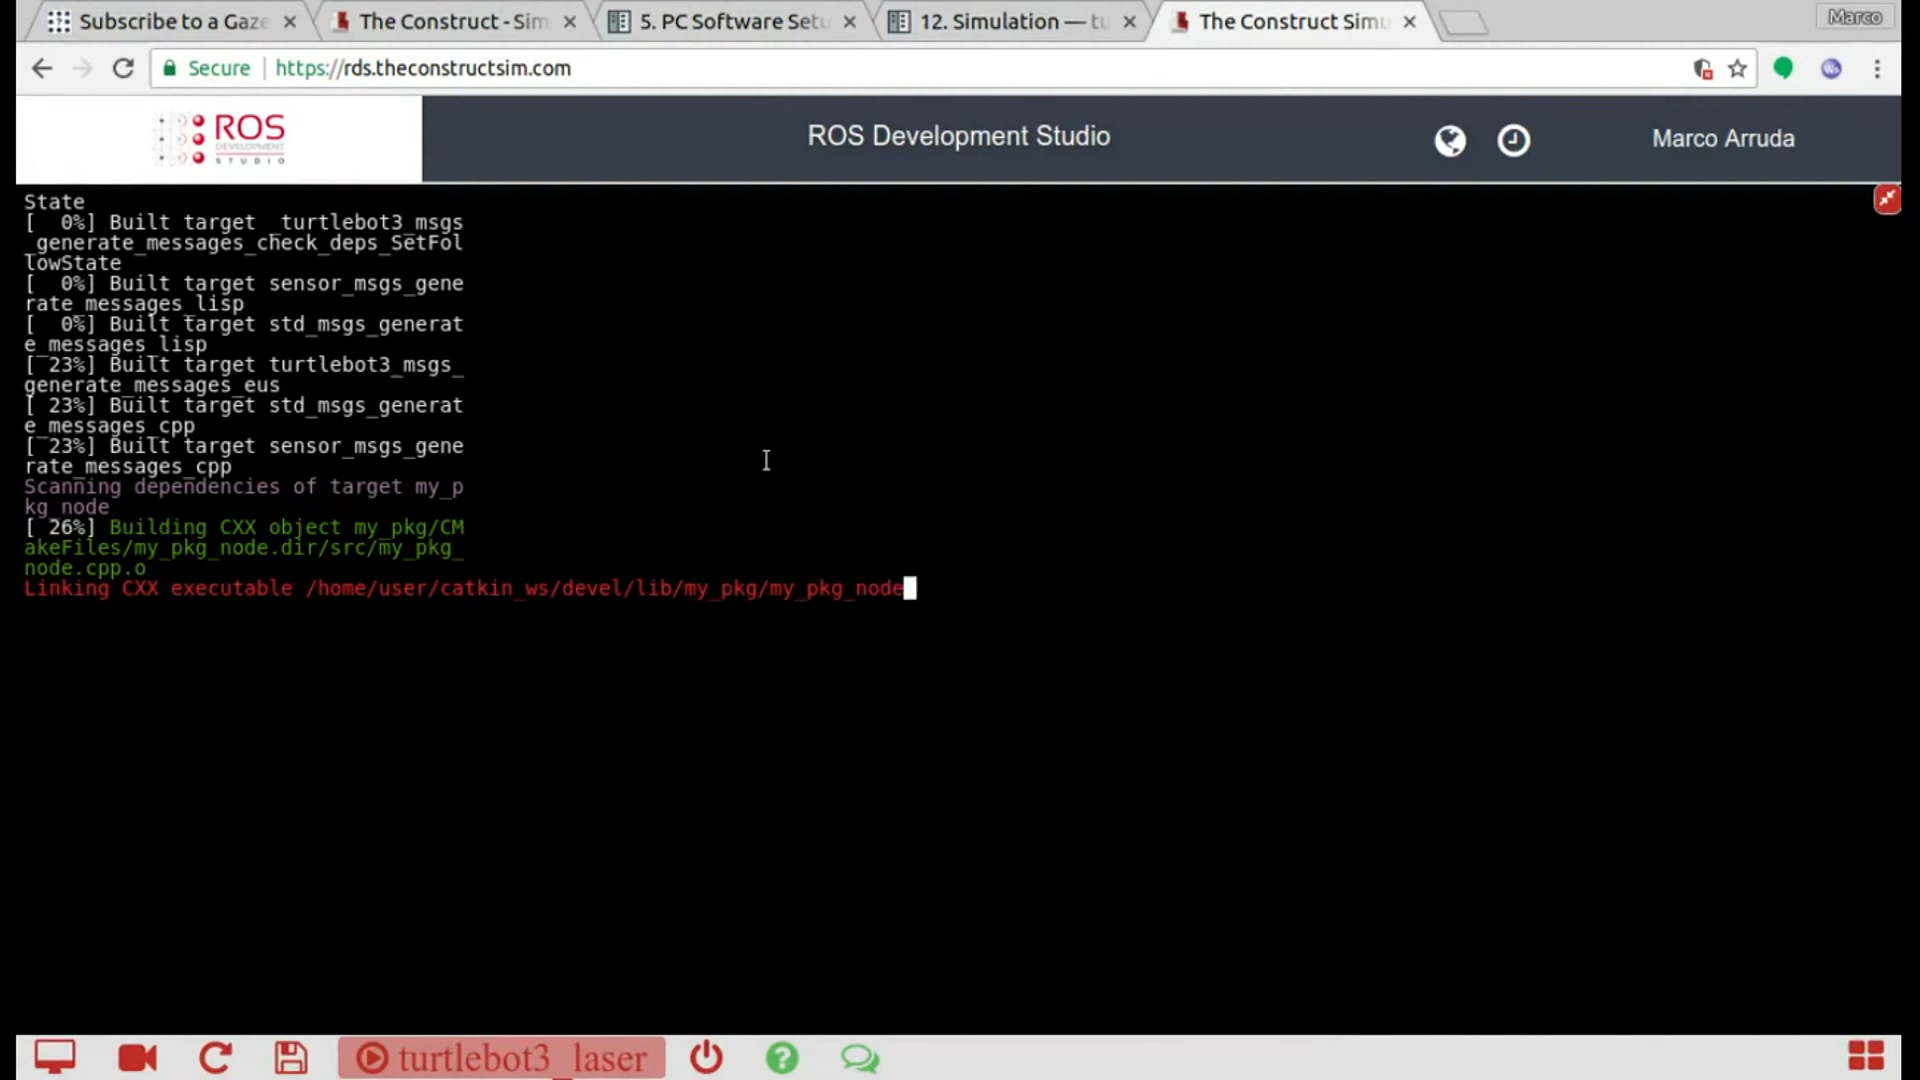 Subscribe to a Gaze
The Construct - Sim
5. PC Software Setu
12. Simulation — tu
The Construct Simu
Marco
Secure
https://rds.theconstructsim.com
ROS
DEVELOPMENT
STUDIO
ROS Development Studio
Marco Arruda
State
[  0%] Built target _turtlebot3_msgs
_generate_messages_check_deps_SetFol
lowState
[  0%] Built target sensor_msgs_gene
rate_messages_lisp
[  0%] Built target std_msgs_generat
e_messages_lisp
[ 23%] Built target turtlebot3_msgs_
generate_messages_eus
[ 23%] Built target std_msgs_generat
e_messages_cpp
[ 23%] Built target sensor_msgs_gene
rate_messages_cpp
Scanning dependencies of target my_p
kg_node
[ 26%] Building CXX object my_pkg/CM
akeFiles/my_pkg_node.dir/src/my_pkg_
node.cpp.o
Linking CXX executable /home/user/catkin_ws/devel/lib/my_pkg/my_pkg_node
turtlebot3_laser